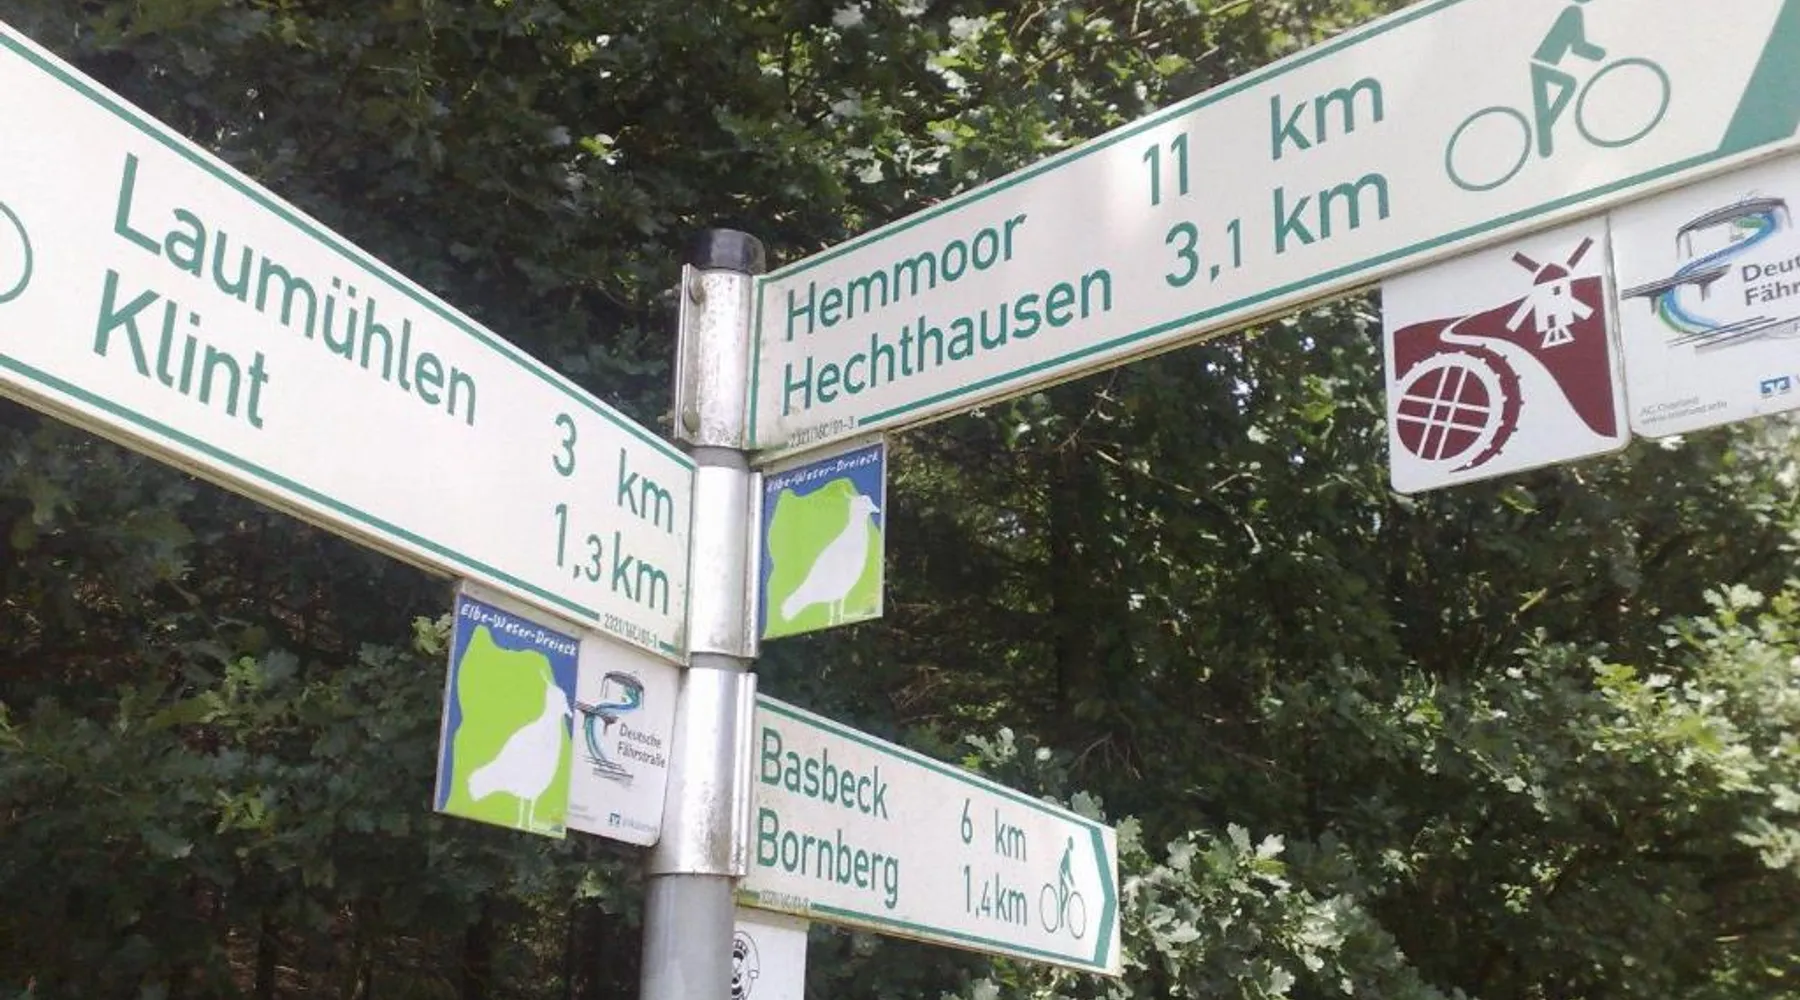 Laumühlen 3 km
Klint 1,3 km
Elbe-Weser-Dreieck
Deutsche
Fährstraße
Hemmoor 11 km
Hechthausen 3,1 km
Elbe-Weser-Dreieck
Basbeck 6 km
Bornberg 1,4 km